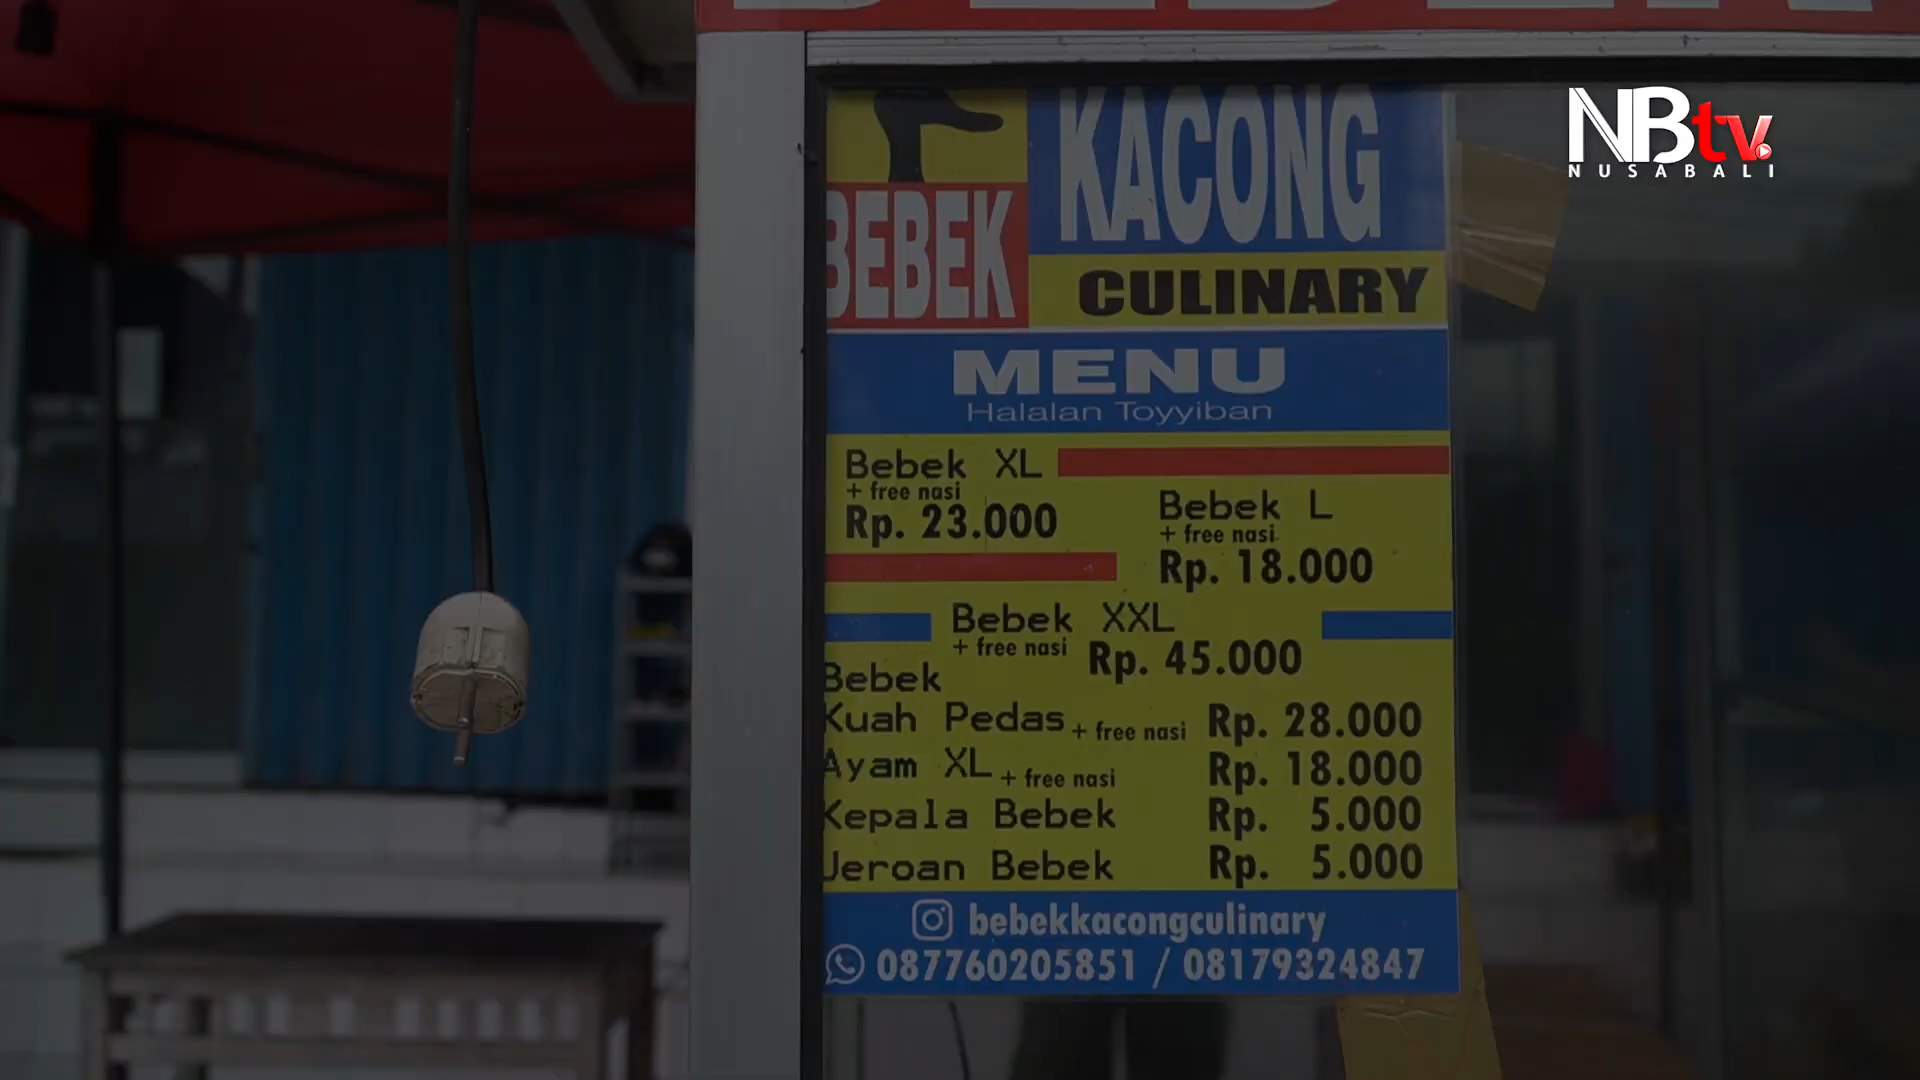 NBtv
NUSABALI
BEBEK
KACONG
CULINARY
MENU
Halalan Toyyiban
Bebek XL
+ free nasi
Rp. 23.000
Bebek L
+ free nasi
Rp. 18.000
Bebek XXL
+ free nasi Rp. 45.000
Bebek
Kuah Pedas + free nasi Rp. 28.000
Ayam XL + free nasi Rp. 18.000
Kepala Bebek Rp. 5.000
Jeroan Bebek Rp. 5.000
bebekkacongculinary
087760205851 / 08179324847